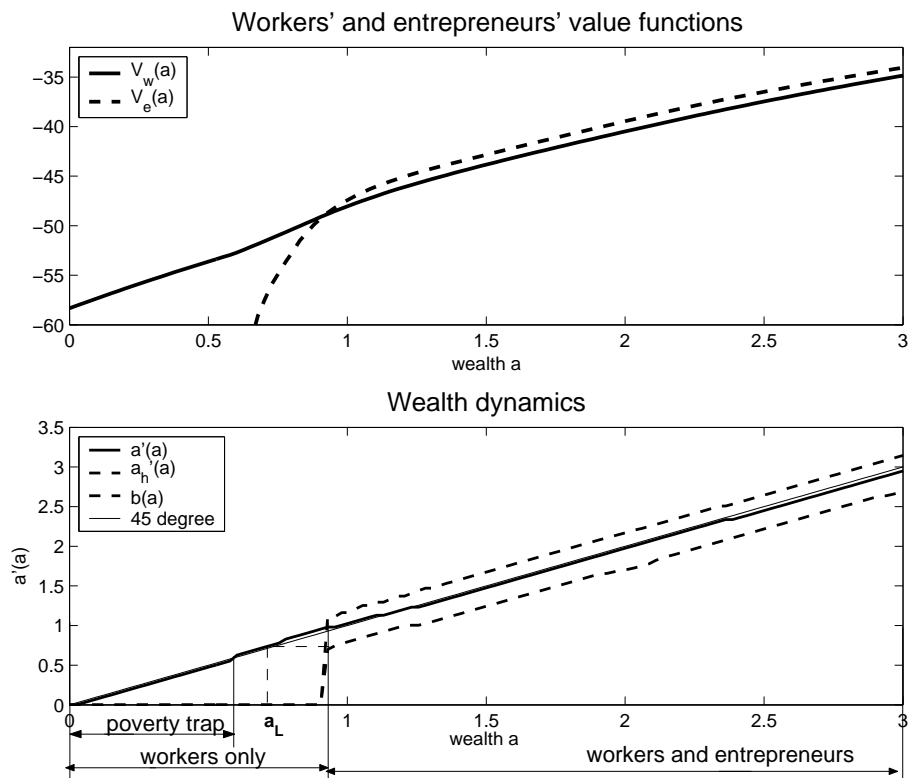 Workers' and entrepreneurs' value functions
V_w(a)
V_e(a)
−35
−40
−45
−50
−55
−60
0 0.5 1 1.5 2 2.5 3
wealth a
Wealth dynamics
a'(a)
a_h'(a)
b(a)
45 degree
3.5
3
2.5
2
1.5
1
0.5
0
a'(a)
0 a_L 1 1.5 2 2.5 3
wealth a
poverty trap
workers only
workers and entrepreneurs